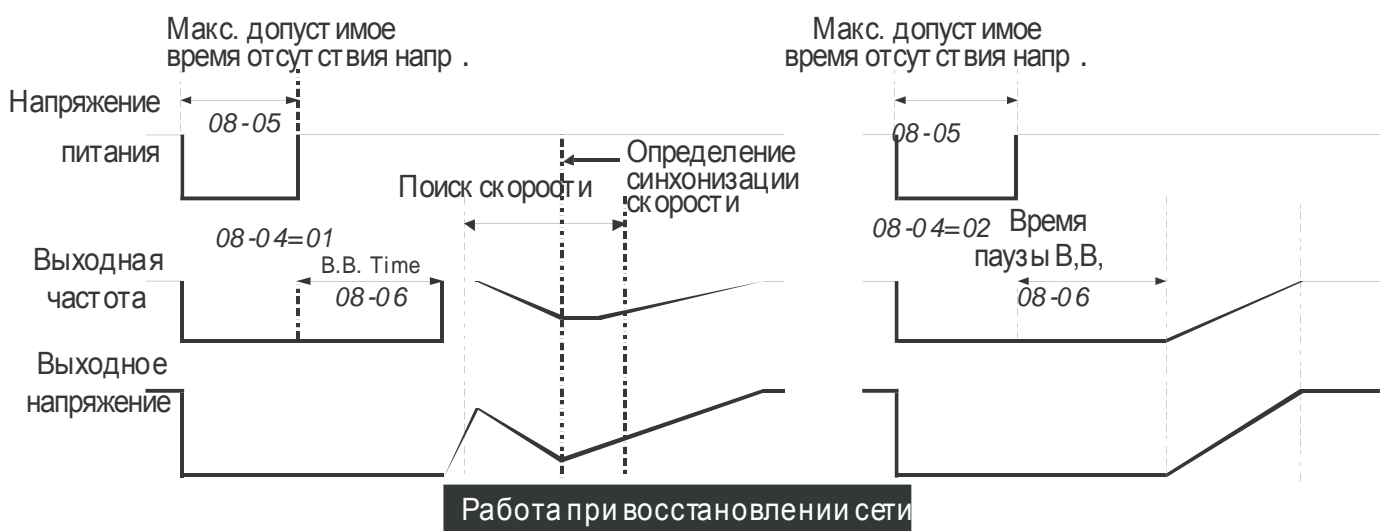 Макс. допустимое
время отсутствия напр .
Макс. допустимое
время отсутствия напр .
Напряжение
питания
08-05
08-05
Определение
синхонизации
скорости
Поиск скорости
08-04=01
08-04=02
Время
паузы В,В,
Выходная
частота
B.B. Time
08-06
08-06
Выходное
напряжение
Работа при восстановлении сети